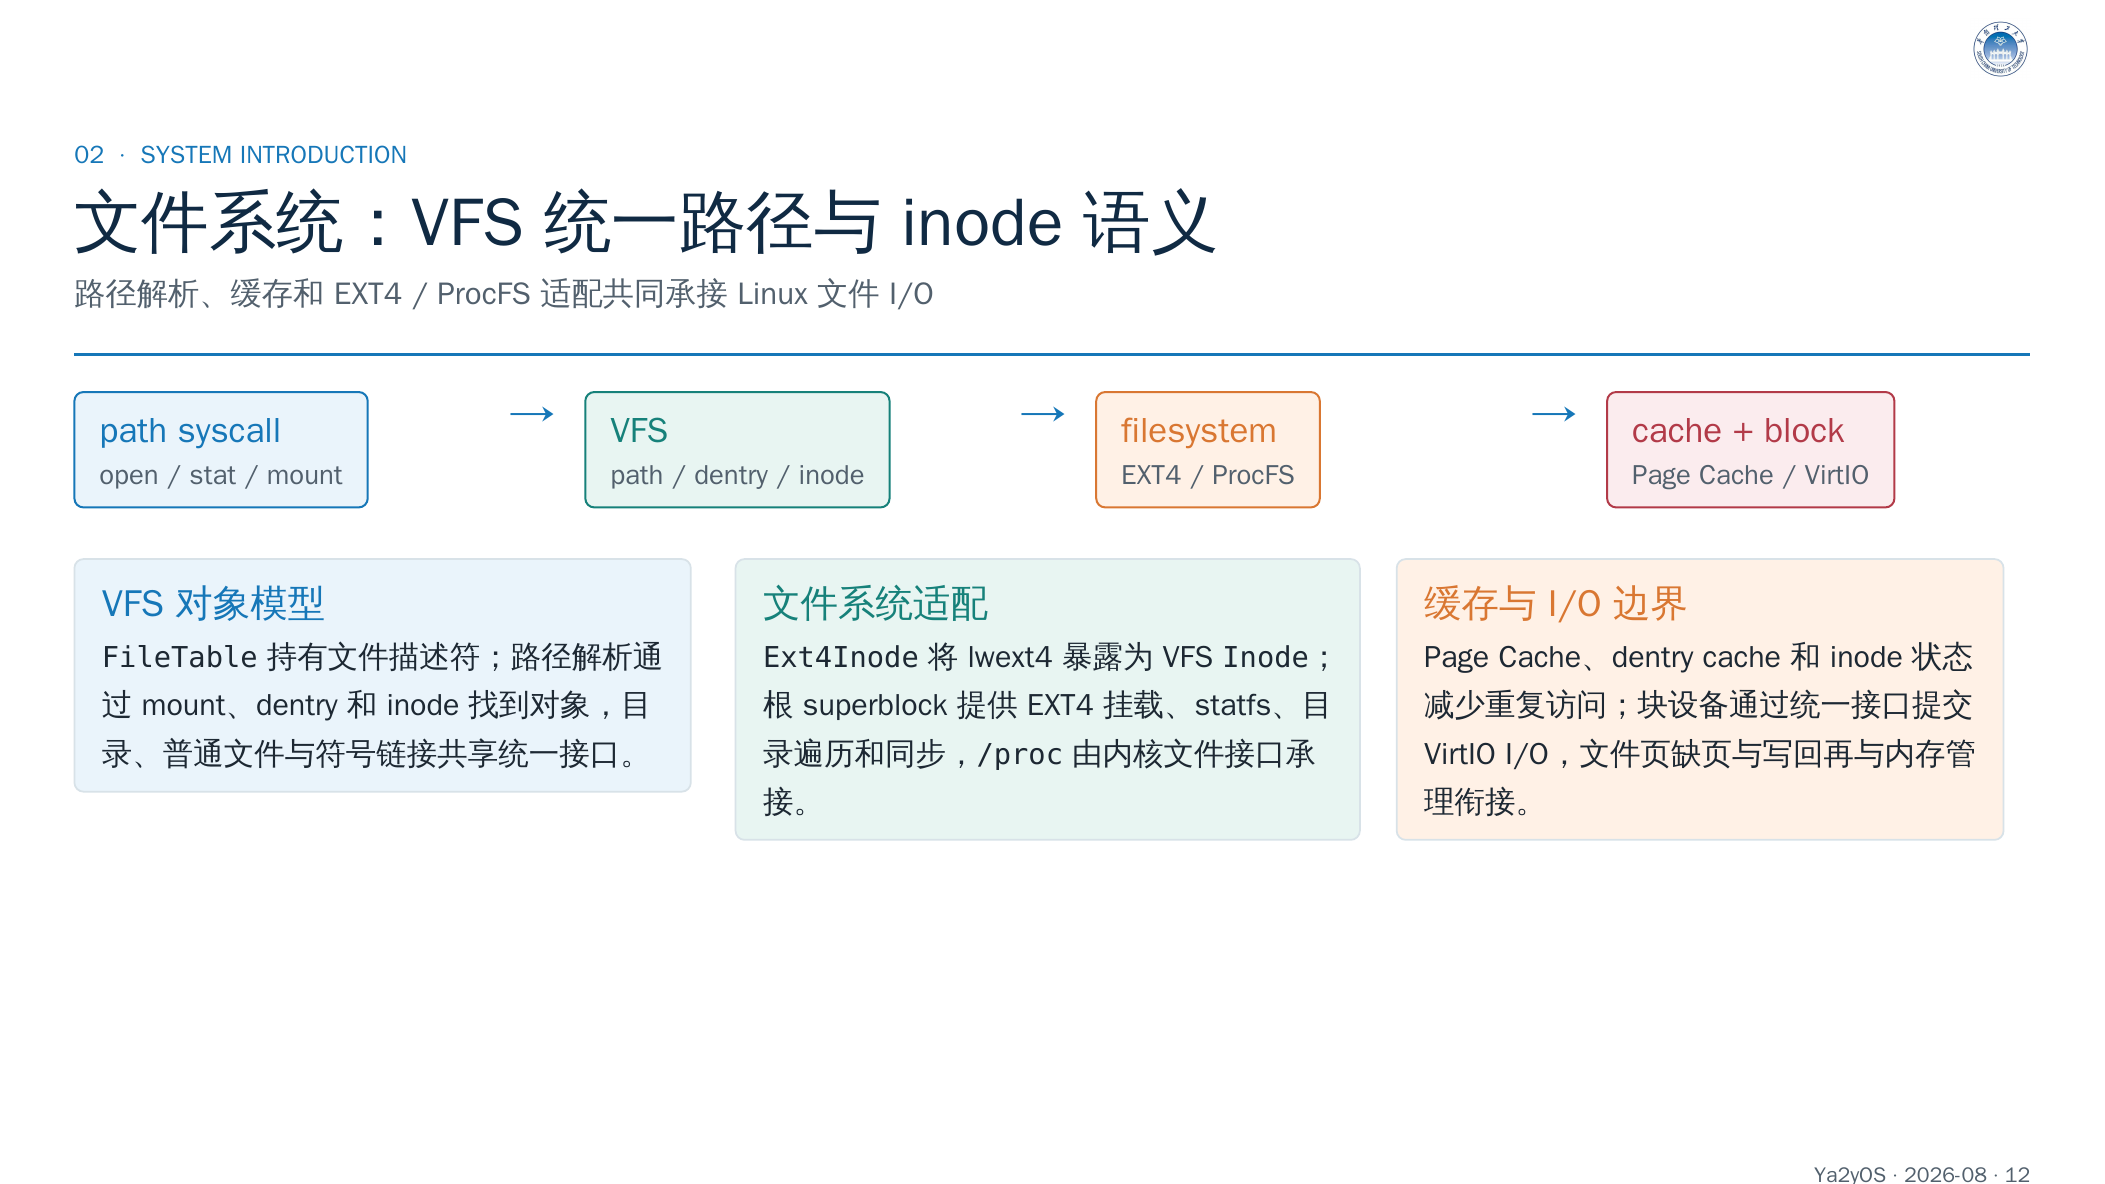 02 · SYSTEM INTRODUCTION
文件系统：VFS 统一路径与 inode 语义
路径解析、缓存和 EXT4 / ProcFS 适配共同承接 Linux 文件 I/O
path syscall
open / stat / mount
VFS
path / dentry / inode
filesystem
EXT4 / ProcFS
cache + block
Page Cache / VirtIO
VFS 对象模型
FileTable 持有文件描述符；路径解析通
过 mount、dentry 和 inode 找到对象，目
录、普通文件与符号链接共享统一接口。
文件系统适配
Ext4Inode 将 lwext4 暴露为 VFS Inode；
根 superblock 提供 EXT4 挂载、statfs、目
录遍历和同步，/proc 由内核文件接口承
接。
缓存与 I/O 边界
Page Cache、dentry cache 和 inode 状态
减少重复访问；块设备通过统一接口提交
VirtIO I/O，文件页缺页与写回再与内存管
理衔接。
Ya2yOS · 2026-08 · 12